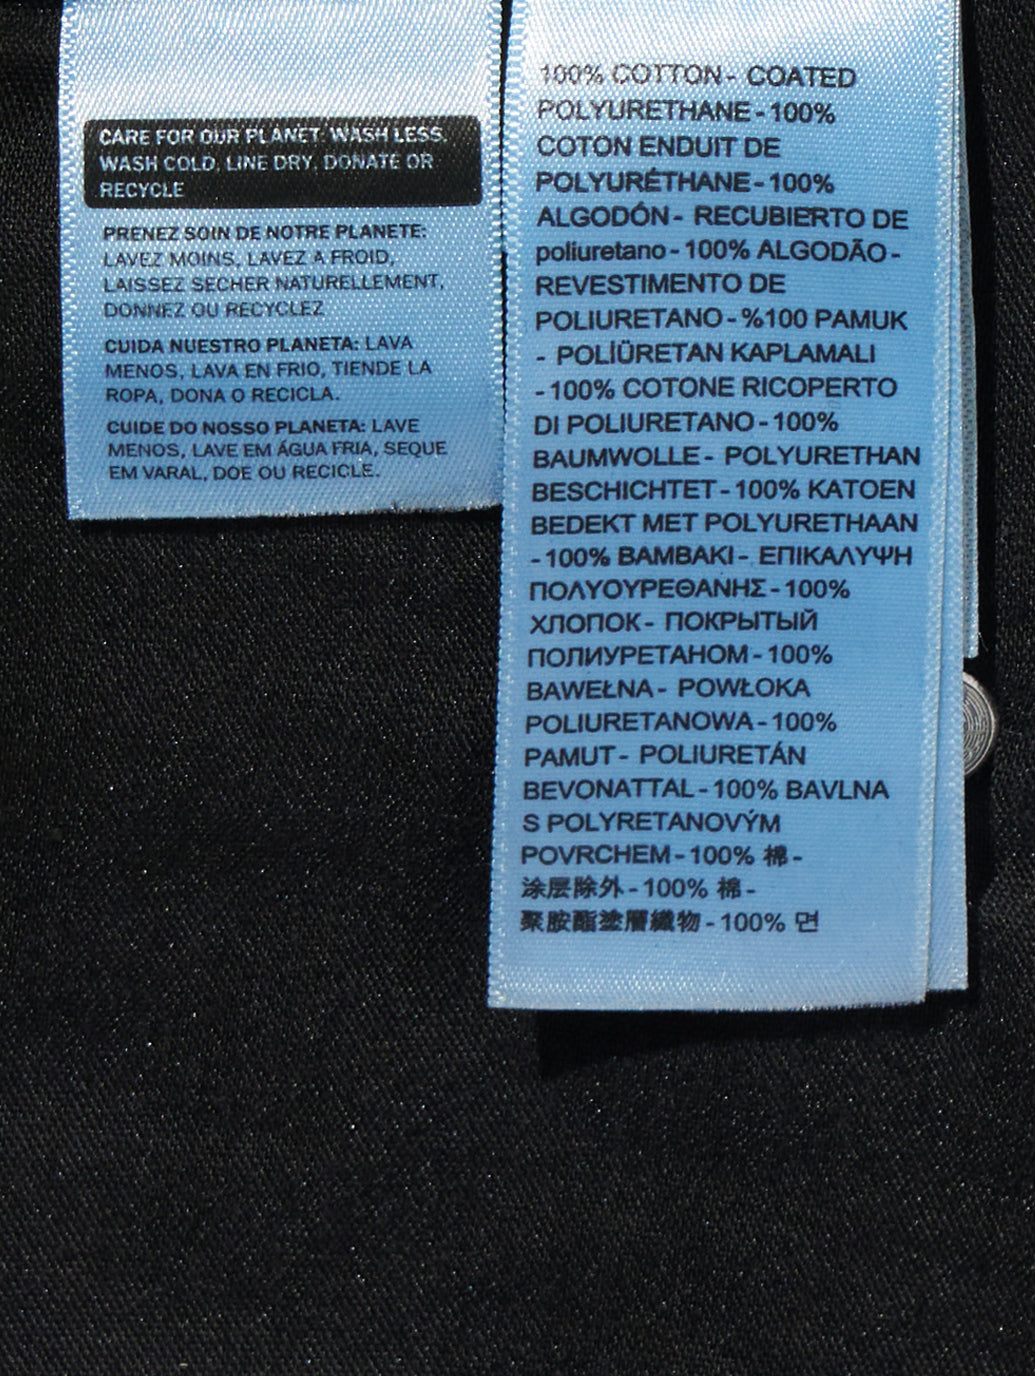 CARE FOR OUR PLANET: WASH LESS,
WASH COLD, LINE DRY, DONATE OR
RECYCLE
PRENEZ SOIN DE NOTRE PLANETE:
LAVEZ MOINS, LAVEZ A FROID,
LAISSEZ SECHER NATURELLEMENT,
DONNEZ OU RECYCLEZ
CUIDA NUESTRO PLANETA: LAVA
MENOS, LAVA EN FRIO, TIENDE LA
ROPA, DONA O RECICLA.
CUIDE DO NOSSO PLANETA: LAVE
MENOS, LAVE EM ÁGUA FRIA, SEQUE
EM VARAL, DOE OU RECICLE.
100% COTTON - COATED
POLYURETHANE - 100%
COTON ENDUIT DE
POLYURÉTHANE - 100%
ALGODÓN - RECUBIERTO DE
poliuretano - 100% ALGODÃO -
REVESTIMENTO DE
POLIURETANO - %100 PAMUK
- POLİÜRETAN KAPLAMALI
- 100% COTONE RICOPERTO
DI POLIURETANO - 100%
BAUMWOLLE - POLYURETHAN
BESCHICHTET - 100% KATOEN
BEDEKT MET POLYURETHAAN
- 100% ΒΑΜΒΑΚΙ - ΕΠΙΚΑΛΥΨΗ
ΠΟΛΥΟΥΡΕΘΑΝΗΣ - 100%
ХЛОПОК - ПОКРЫТЫЙ
ПОЛИУРЕТАНОМ - 100%
BAWEŁNA - POWŁOKA
POLIURETANOWA - 100%
PAMUT - POLIURETÁN
BEVONATTAL - 100% BAVLNA
S POLYRETANOVÝM
POVRCHEM - 100% 棉 -
涂层除外 - 100% 棉 -
聚胺酯塗層織物 - 100% 면